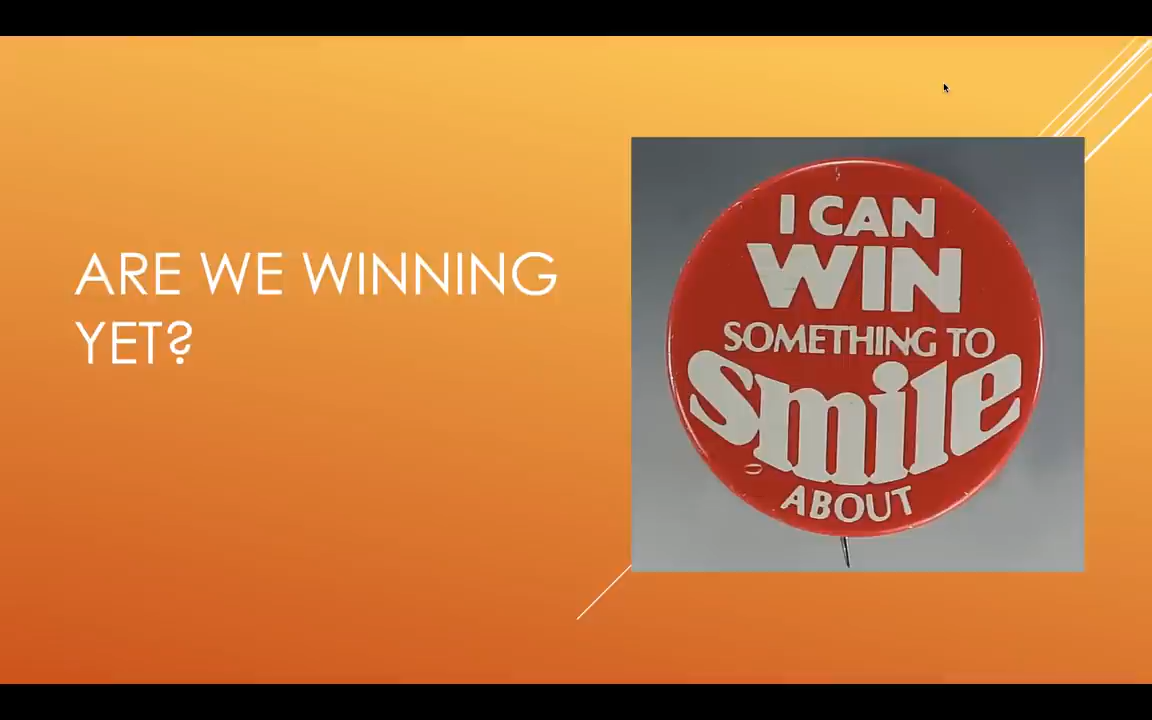 ARE WE WINNING
YET?
I CAN
WIN
SOMETHING TO
Smile
ABOUT